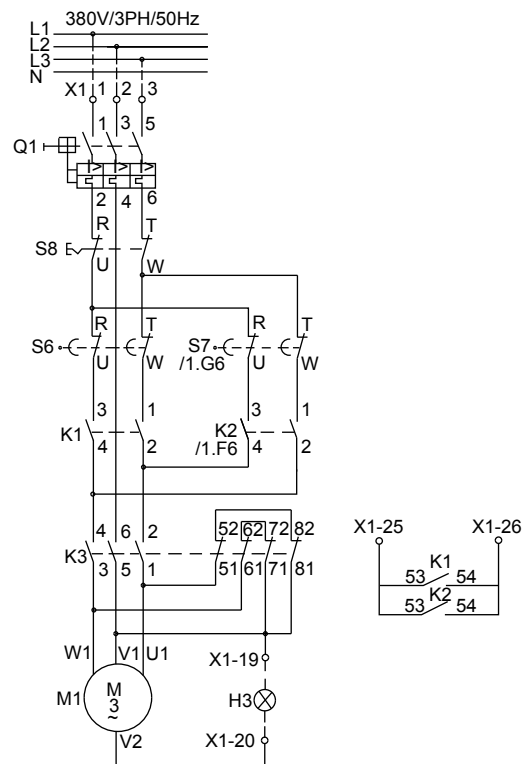 380V/3PH/50Hz
L1
L2
L3
N
X1 1 2 3
1 3 5
Q1
I> I> I>
2 4 6
R T
S8
U W
R T R T
S6 S7
U W /1.G6 U W
3 1 3 1
K1 K2
4 2 /1.F6 4 2
4 6 2 52 62 72 82 X1-25 X1-26
K3 K1
3 5 1 51 61 71 81 53 54
K2
53 54
W1 V1 U1 X1-19
M1 M 3 ~ H3
V2 X1-20